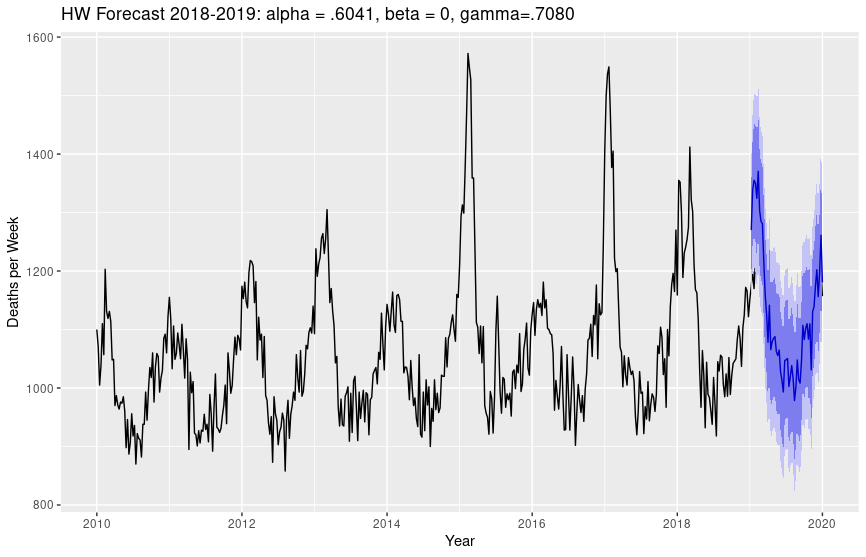 HW Forecast 2018-2019: alpha = .6041, beta = 0, gamma=.7080
1600
1400
1200
1000
800
Deaths per Week
2010 2012 2014 2016 2018 2020
Year